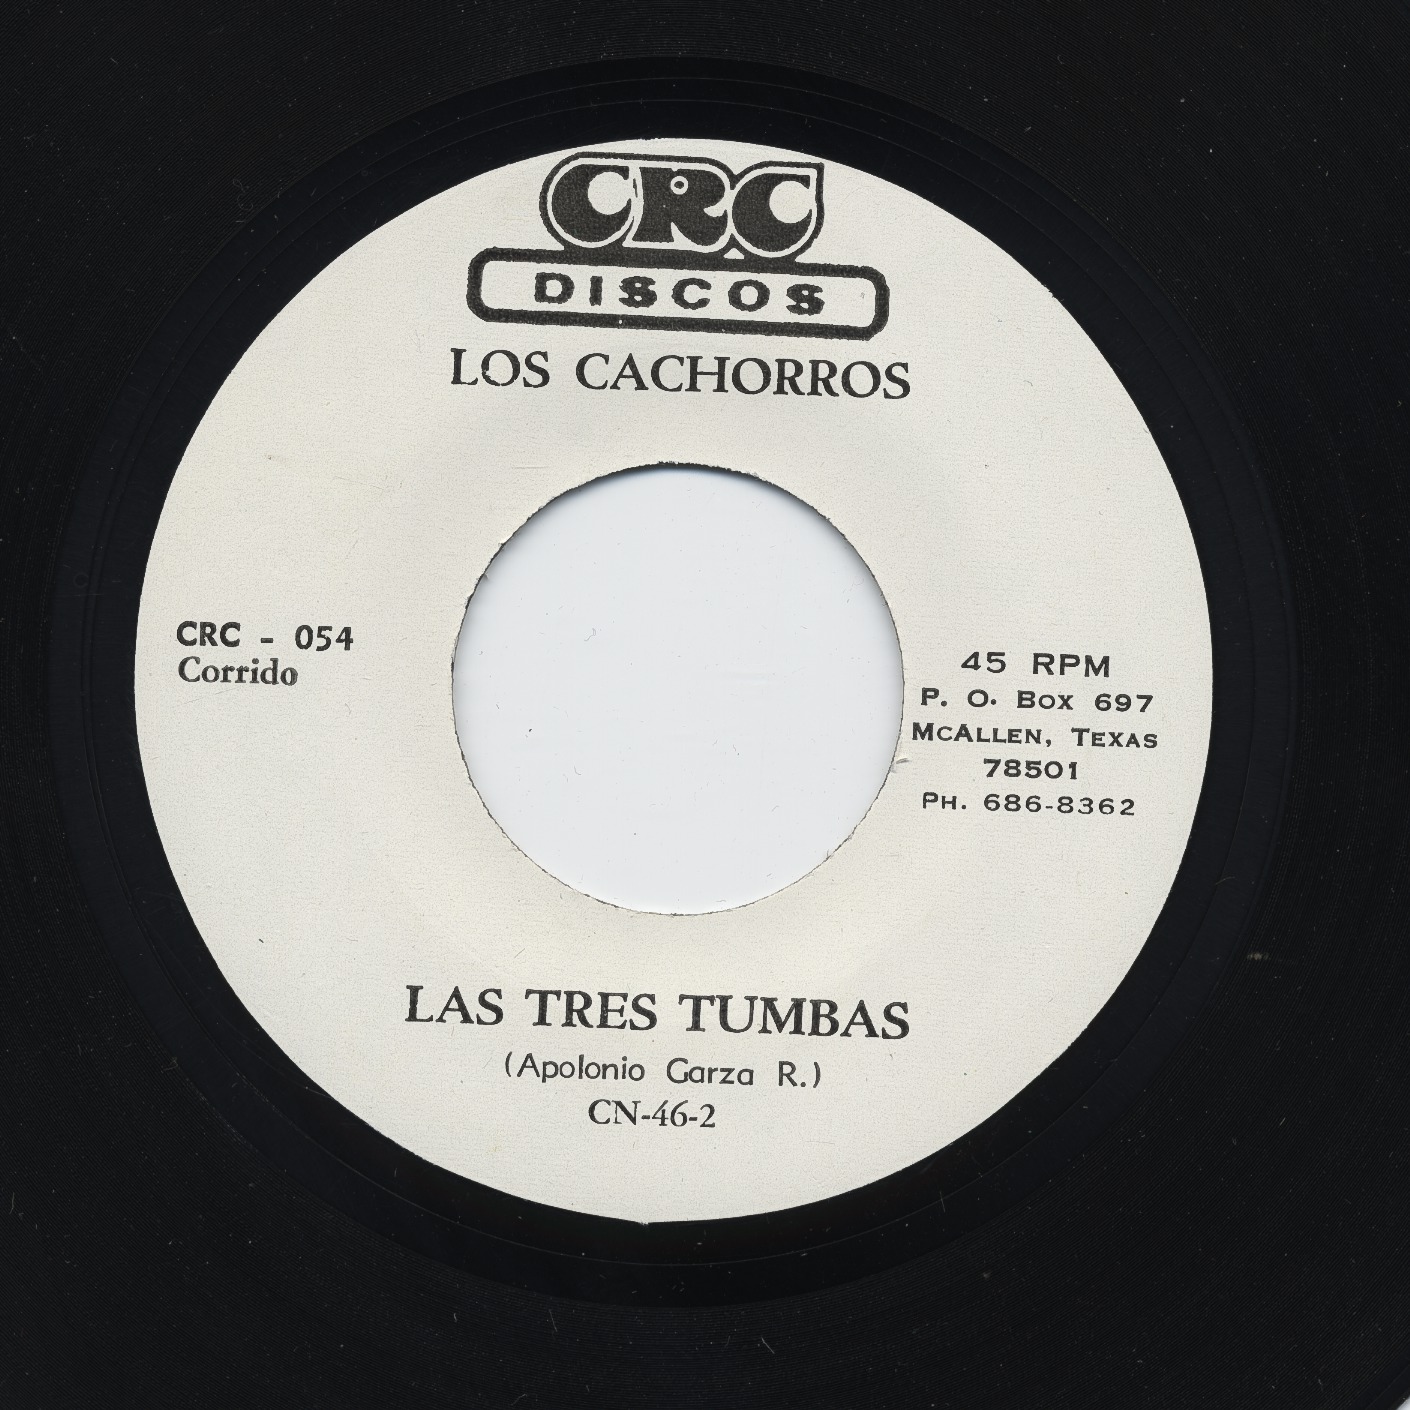 CRC
DISCOS
LOS CACHORROS
CRC - 054
Corrido
45 RPM
P. O. Box 697
McAllen, Texas
78501
Ph. 686-8362
LAS TRES TUMBAS
(Apolonio Garza R.)
CN-46-2